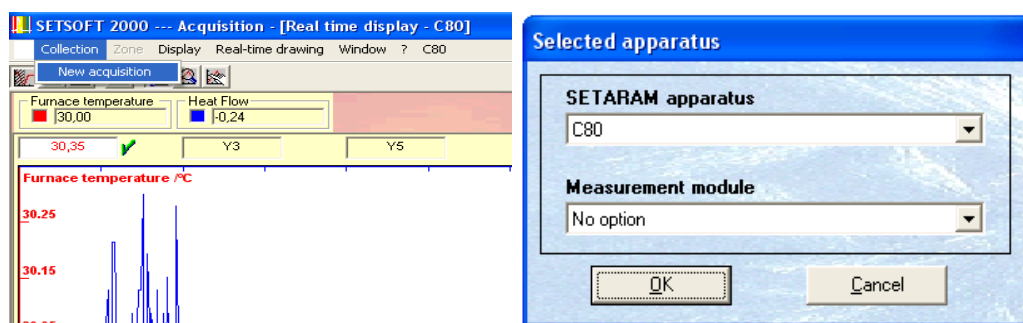 SETSOFT 2000 --- Acquisition - [Real time display - C80]
Collection Zone Display Real-time drawing Window ? C80
New acquisition
Furnace temperature Heat Flow
30,00 -0,24
30,35 Y3 Y5
Furnace temperature /°C
30.25
30.15
Selected apparatus
SETARAM apparatus
C80
Measurement module
No option
OK Cancel